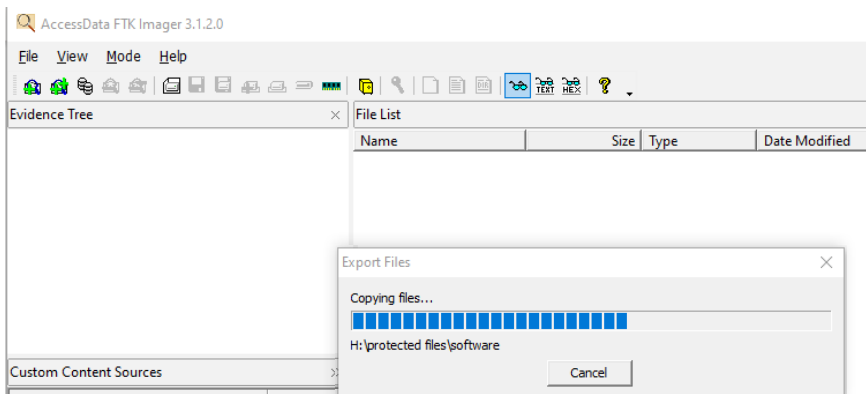 AccessData FTK Imager 3.1.2.0
File View Mode Help
TEXT HEX
Evidence Tree
File List
Name Size Type Date Modified
Export Files
Copying files...
H:\protected files\software
Cancel
Custom Content Sources